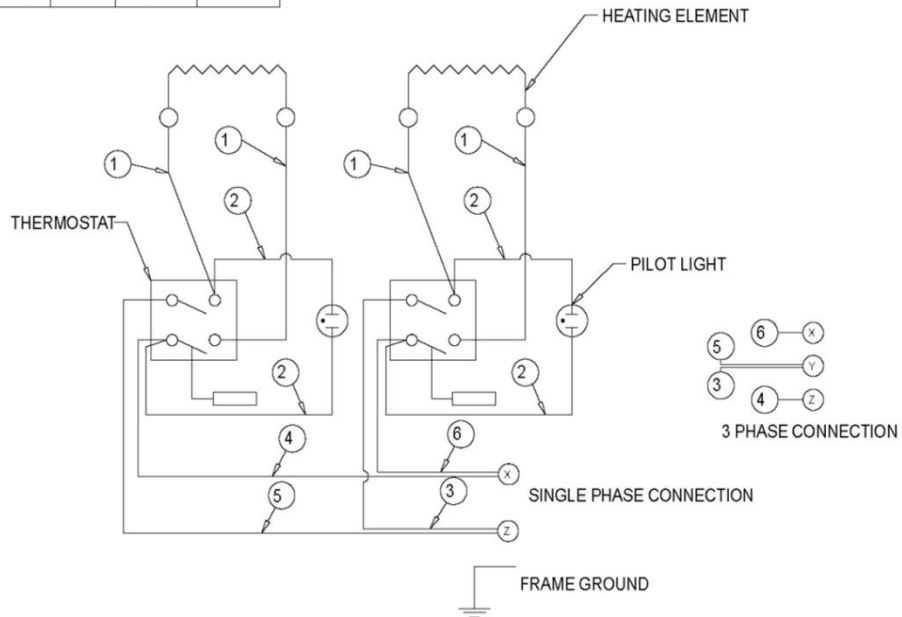 HEATING ELEMENT
1
1
1
1
2
2
THERMOSTAT
PILOT LIGHT
6 X
5
Y
3
4 Z
3 PHASE CONNECTION
2
2
4
6
X
SINGLE PHASE CONNECTION
5
3
Z
FRAME GROUND